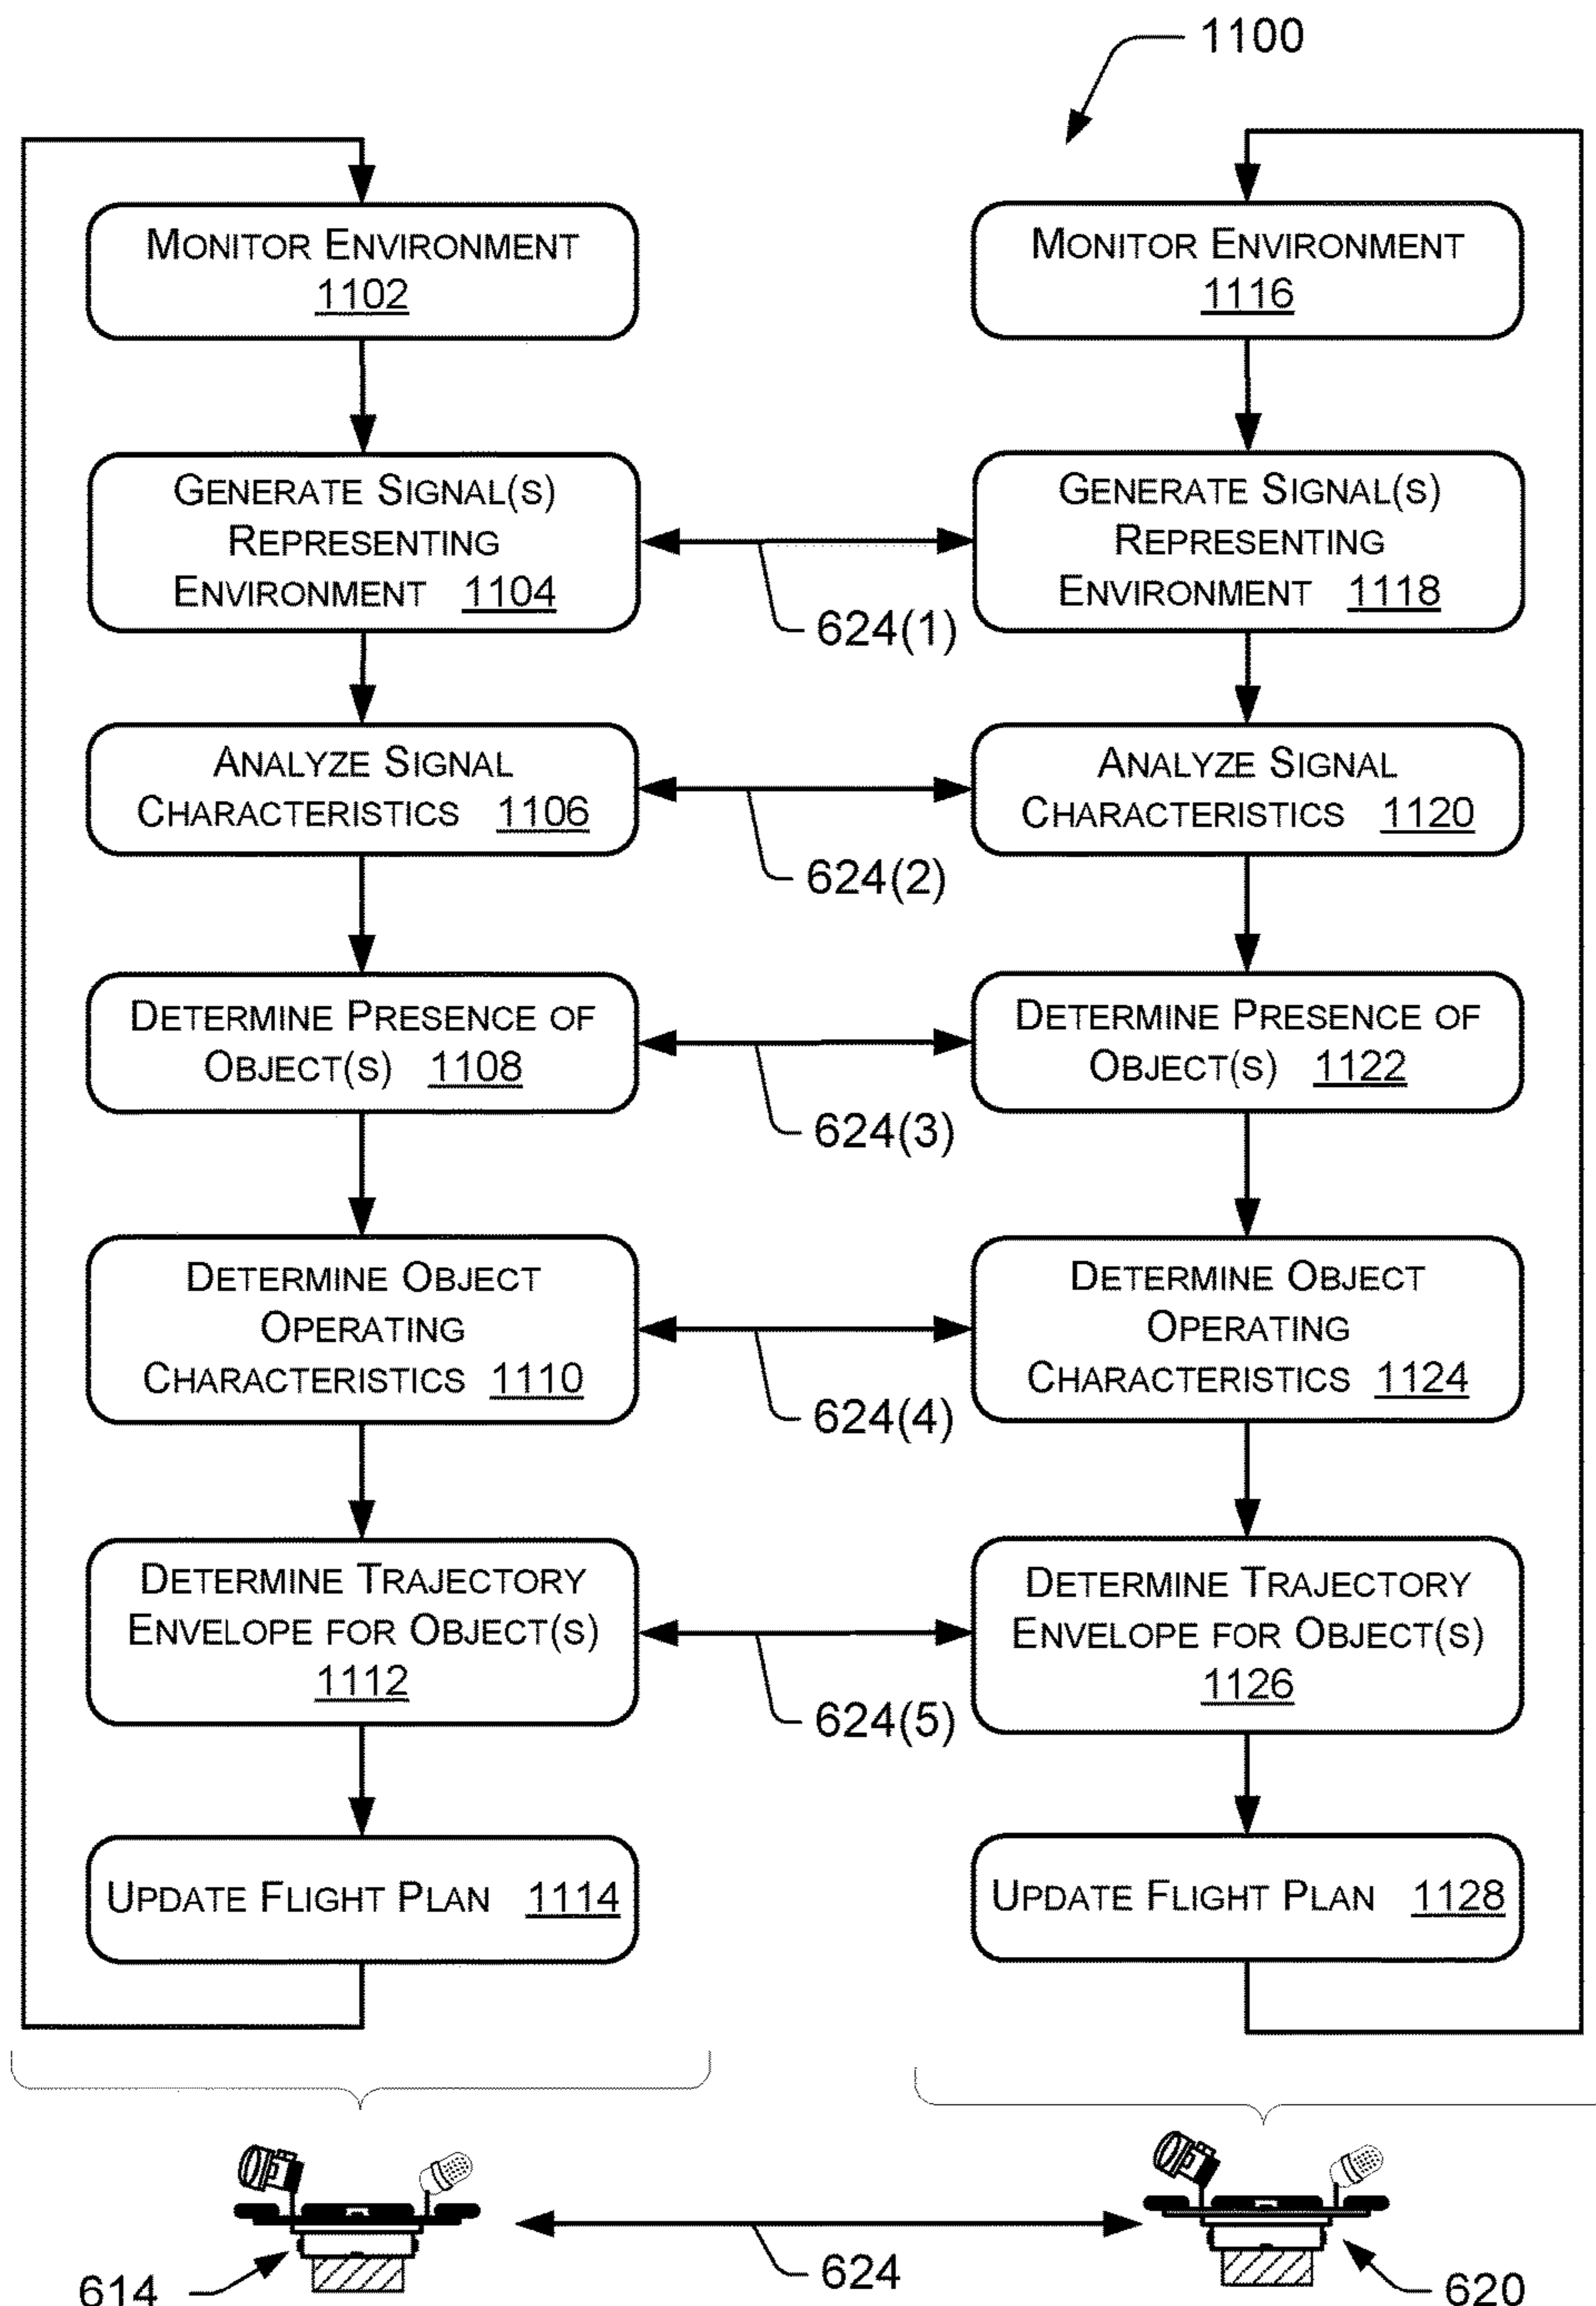 1100
MONITOR ENVIRONMENT
1102
GENERATE SIGNAL(S)
REPRESENTING
ENVIRONMENT 1104
ANALYZE SIGNAL
CHARACTERISTICS 1106
DETERMINE PRESENCE OF
OBJECT(S) 1108
DETERMINE OBJECT
OPERATING
CHARACTERISTICS 1110
DETERMINE TRAJECTORY
ENVELOPE FOR OBJECT(S)
1112
UPDATE FLIGHT PLAN 1114
624(1)
624(2)
624(3)
624(4)
624(5)
MONITOR ENVIRONMENT
1116
GENERATE SIGNAL(S)
REPRESENTING
ENVIRONMENT 1118
ANALYZE SIGNAL
CHARACTERISTICS 1120
DETERMINE PRESENCE OF
OBJECT(S) 1122
DETERMINE OBJECT
OPERATING
CHARACTERISTICS 1124
DETERMINE TRAJECTORY
ENVELOPE FOR OBJECT(S)
1126
UPDATE FLIGHT PLAN 1128
614
624
620